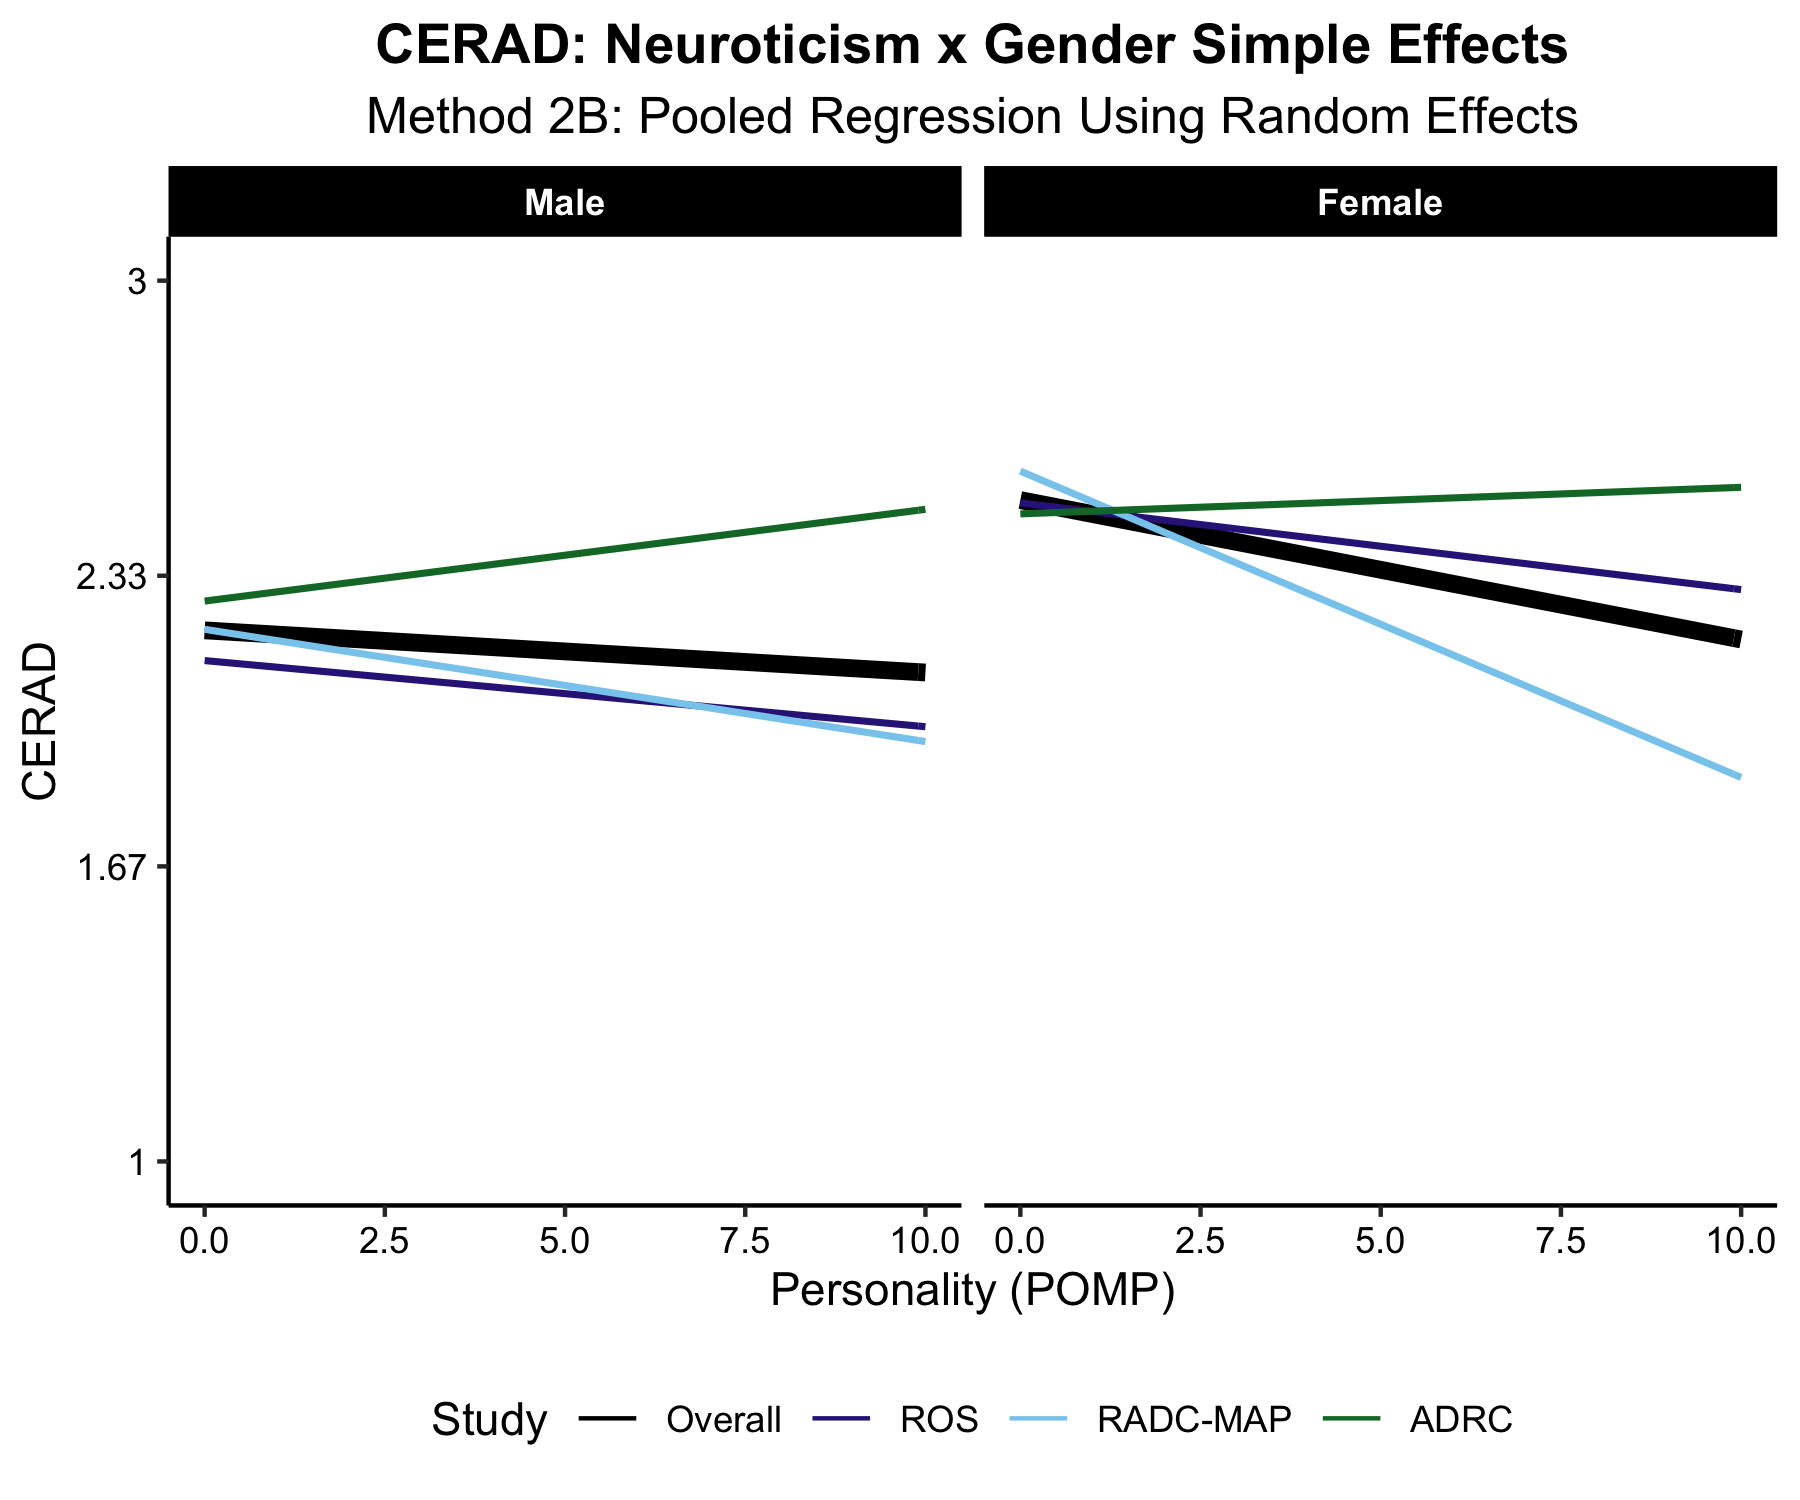 CERAD: Neuroticism x Gender Simple Effects
Method 2B: Pooled Regression Using Random Effects
Male
Female
3
2.33
1.67
1
CERAD
0.0 2.5 5.0 7.5 10.0
0.0 2.5 5.0 7.5 10.0
Personality (POMP)
Study Overall ROS RADC-MAP ADRC